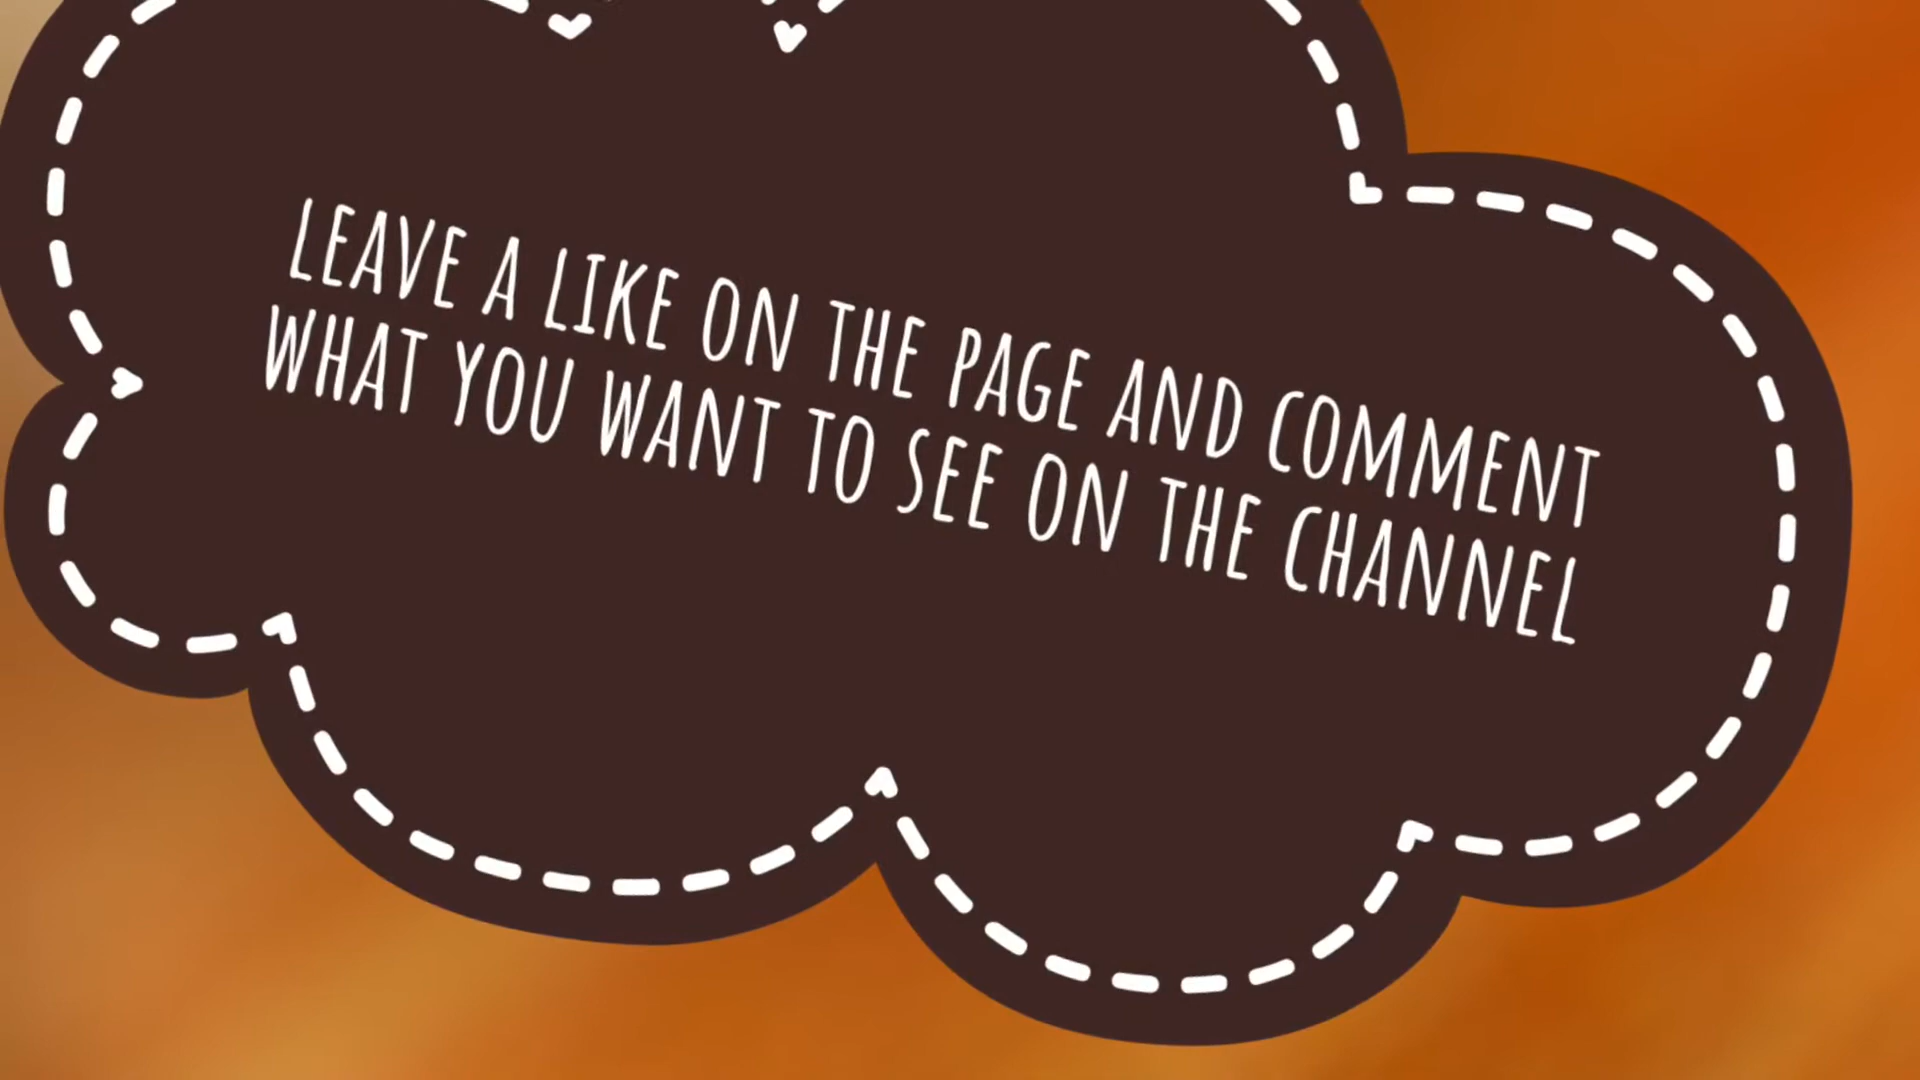 LEAVE A LIKE ON THE PAGE AND COMMENT
WHAT YOU WANT TO SEE ON THE CHANNEL